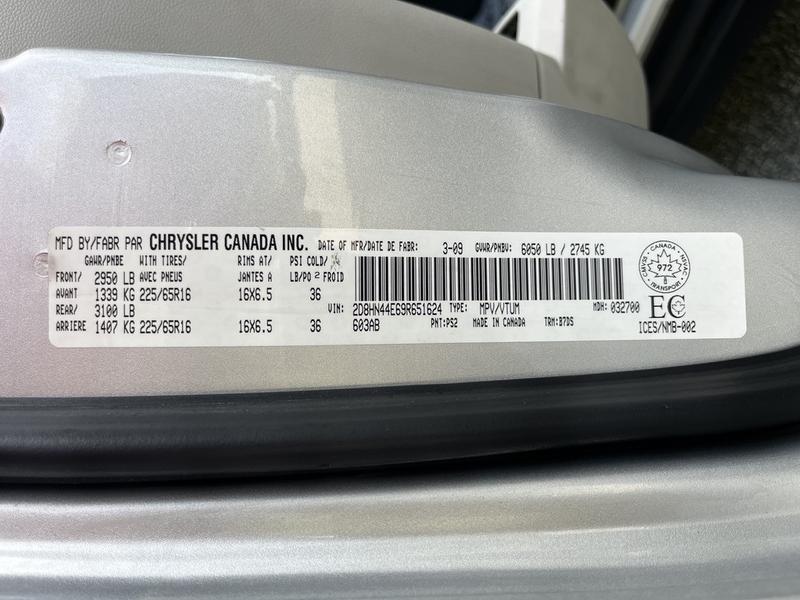 MFD BY/FABR PAR CHRYSLER CANADA INC. DATE OF MFR/DATE DE FABR: 3-09 GVWR/PNBV: 6050 LB / 2745 KG
GAWR/PNBE WITH TIRES/ RIMS AT/ PSI COLD/
FRONT/ 2950 LB AVEC PNEUS JANTES A LB/PO 2 FROID
AVANT 1339 KG 225/65R16 16X6.5 36
REAR/ 3100 LB
ARRIERE 1407 KG 225/65R16 16X6.5 36
VIN: 2D8HN44E69R651624 TYPE: MPV/VTUM MDH: 032700
603AB PNT:PS2 MADE IN CANADA TRM:B7DS
CANADA
972
TRANSPORT
EC
ICES/NMB-002